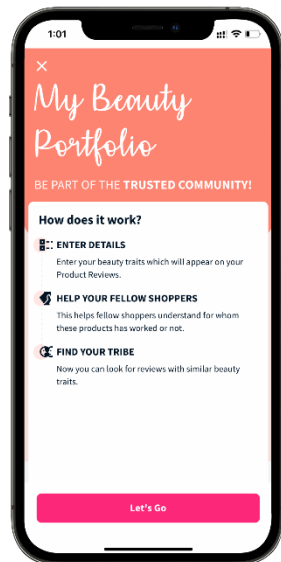 1:01
My Beauty
Portfolio
BE PART OF THE TRUSTED COMMUNITY!
How does it work?
ENTER DETAILS
Enter your beauty traits which will appear on your
Product Reviews.
HELP YOUR FELLOW SHOPPERS
This helps fellow shoppers understand for whom
these products has worked or not.
FIND YOUR TRIBE
Now you can look for reviews with similar beauty
traits.
Let's Go